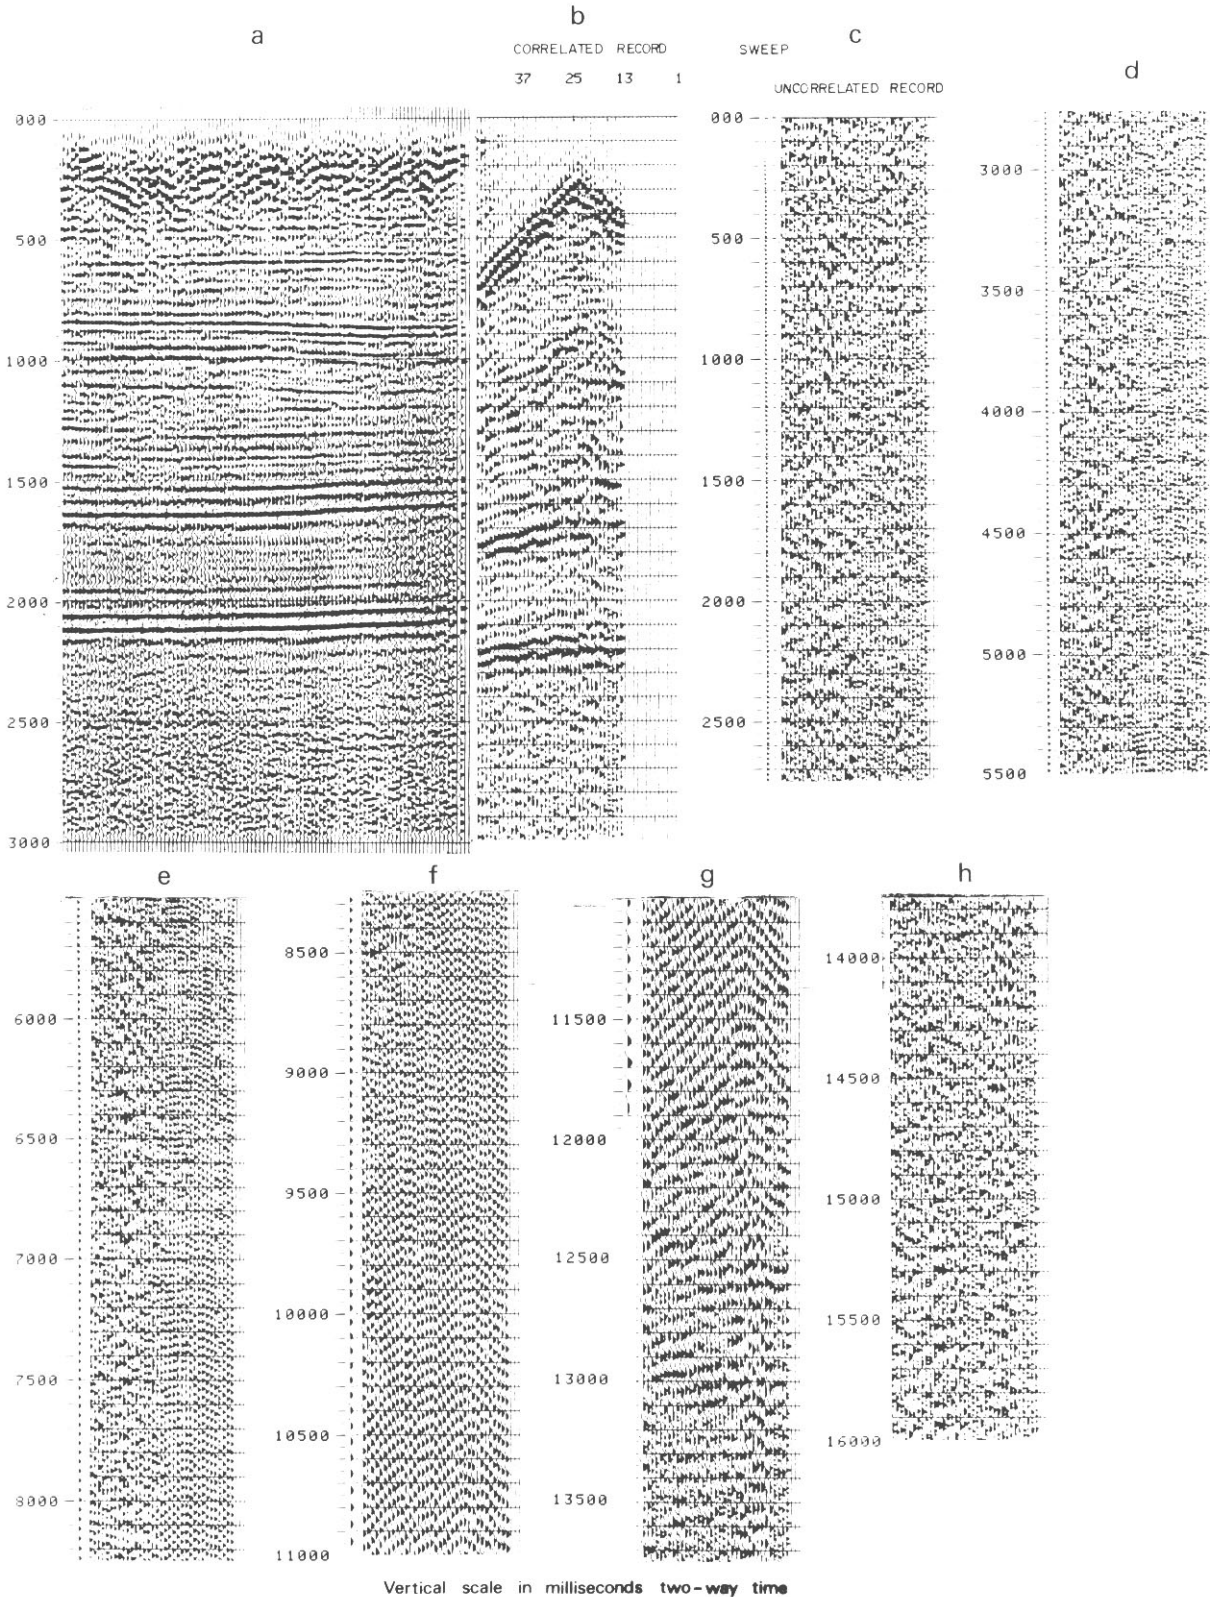 a
b
c
d
CORRELATED RECORD
SWEEP
37 25 13 1
UNCORRELATED RECORD
000
500
1000
1500
2000
2500
3000
000
500
1000
1500
2000
2500
3000
3500
4000
4500
5000
5500
e
f
g
h
6000
6500
7000
7500
8000
8500
9000
9500
10000
10500
11000
11500
12000
12500
13000
13500
14000
14500
15000
15500
16000
B
B
B
Vertical scale in milliseconds two-way time